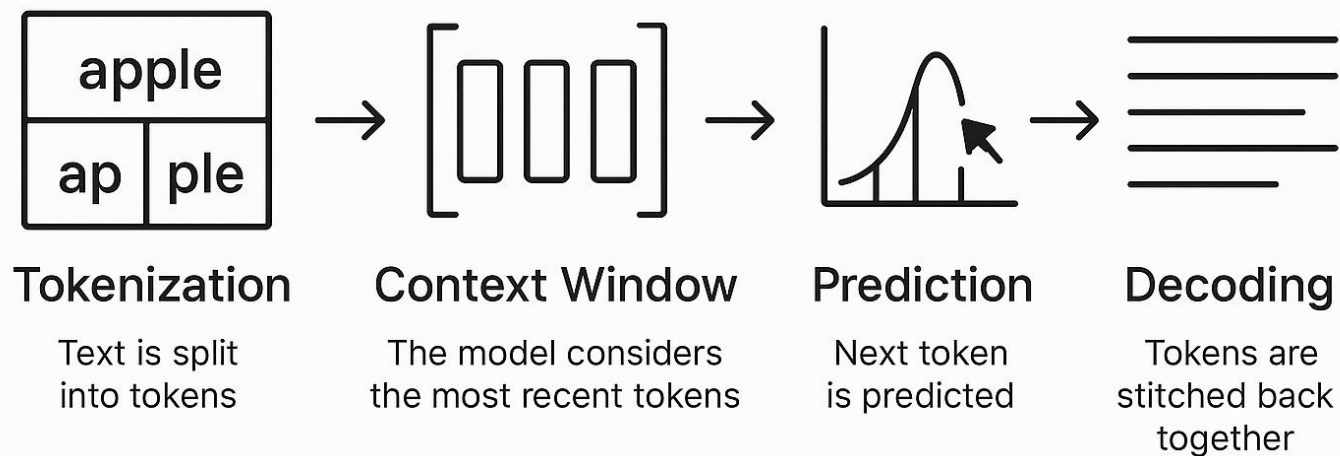 apple
ap ple
Tokenization
Text is split
into tokens
Context Window
The model considers
the most recent tokens
Prediction
Next token
is predicted
Decoding
Tokens are
stitched back
together